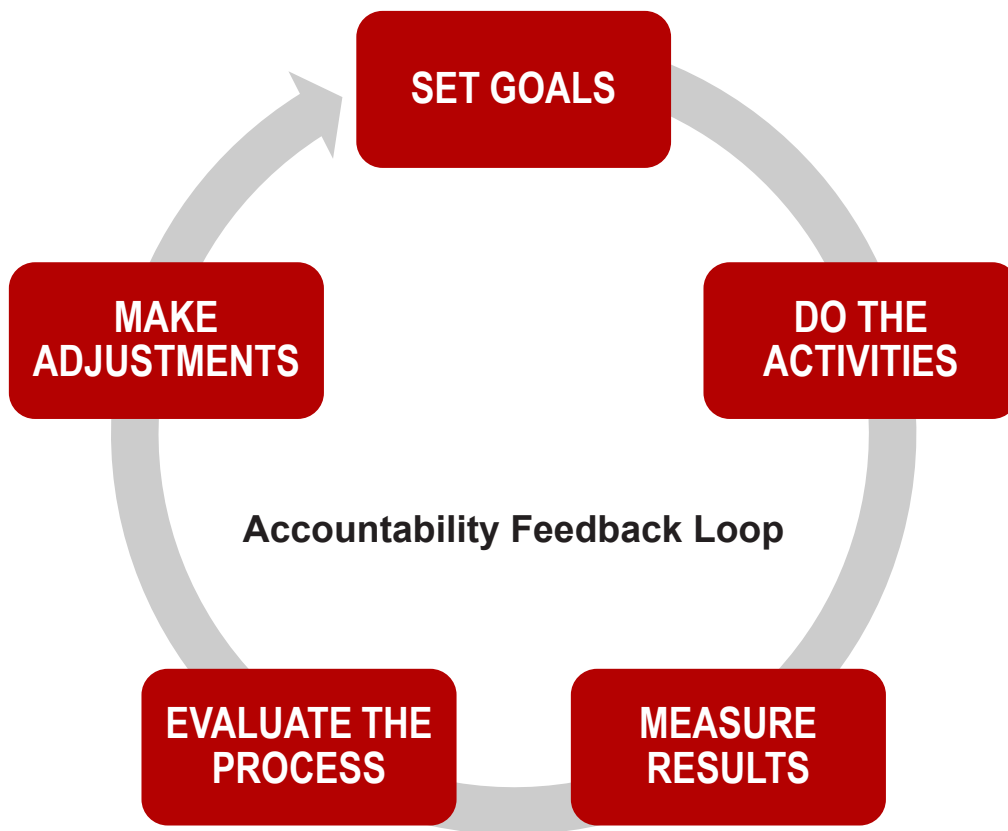 SET GOALS
DO THE
ACTIVITIES
MEASURE
RESULTS
EVALUATE THE
PROCESS
MAKE
ADJUSTMENTS
Accountability Feedback Loop